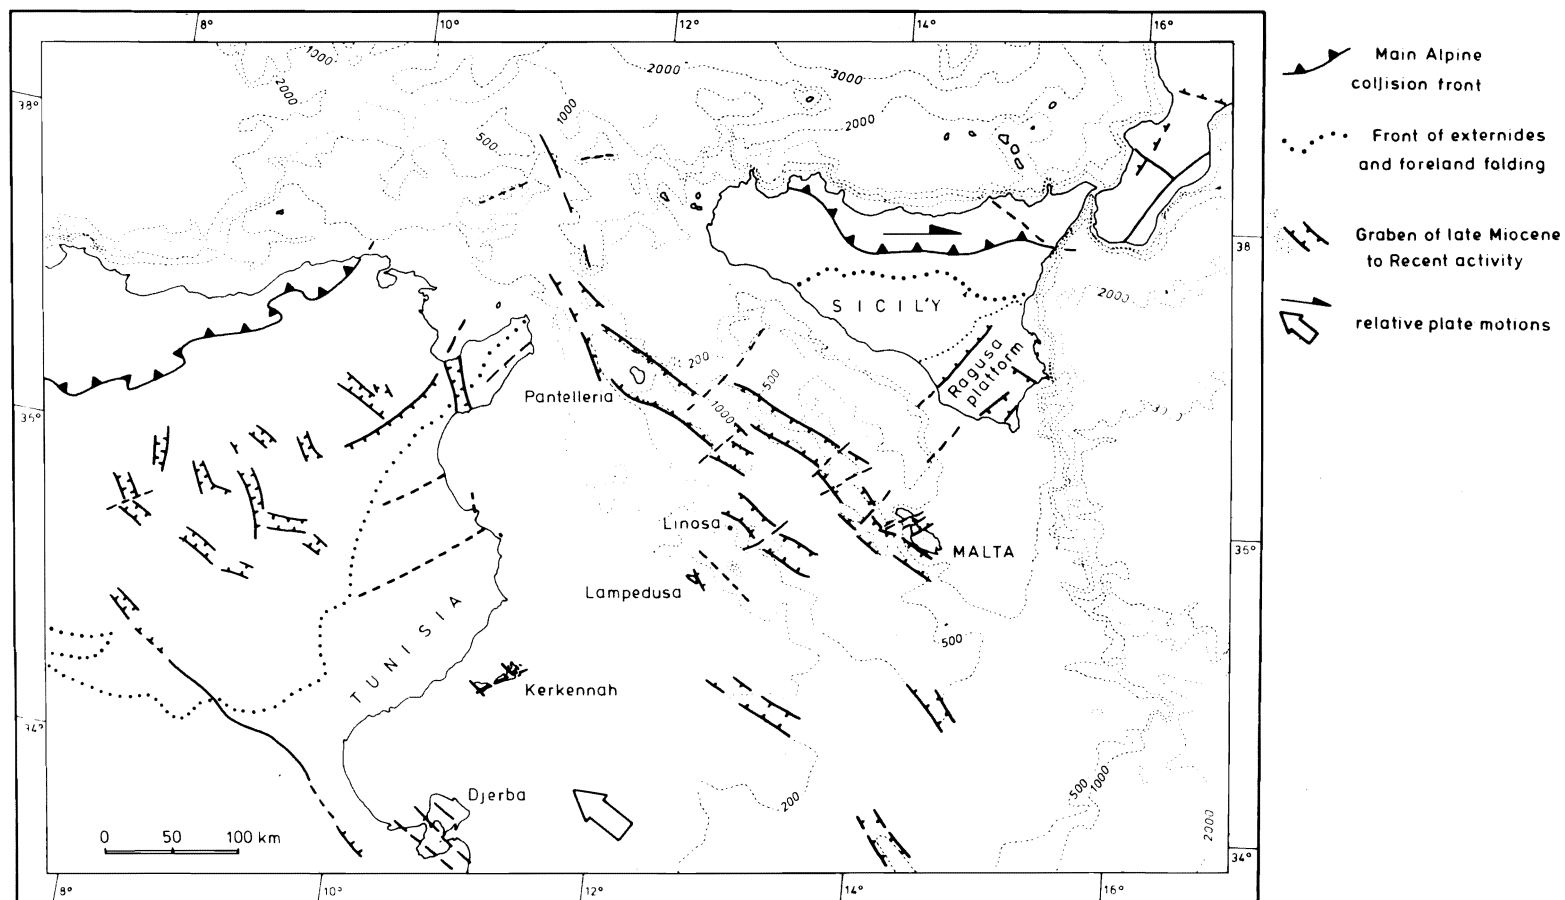 8°
10°
12°
14°
16°
1000
2000
2000
3000
1000
500
2000
38°
38
2000
SICILY
Ragusa
platform
200
500
1000
Pantelleria
36°
Linosa
MALTA
35°
Lampedusa
TUNISIA
500
Kerkennah
34°
500
1000
200
2000
Djerba
0 50 100 km
34°
8°
10°
12°
14°
16°
Main Alpine
collision front
Front of externides
and foreland folding
Graben of late Miocene
to Recent activity
relative plate motions